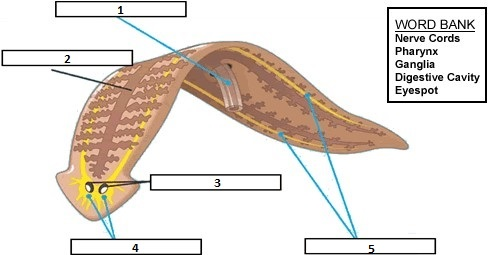 1
2
WORD BANK
Nerve Cords
Pharynx
Ganglia
Digestive Cavity
Eyespot
3
4
5